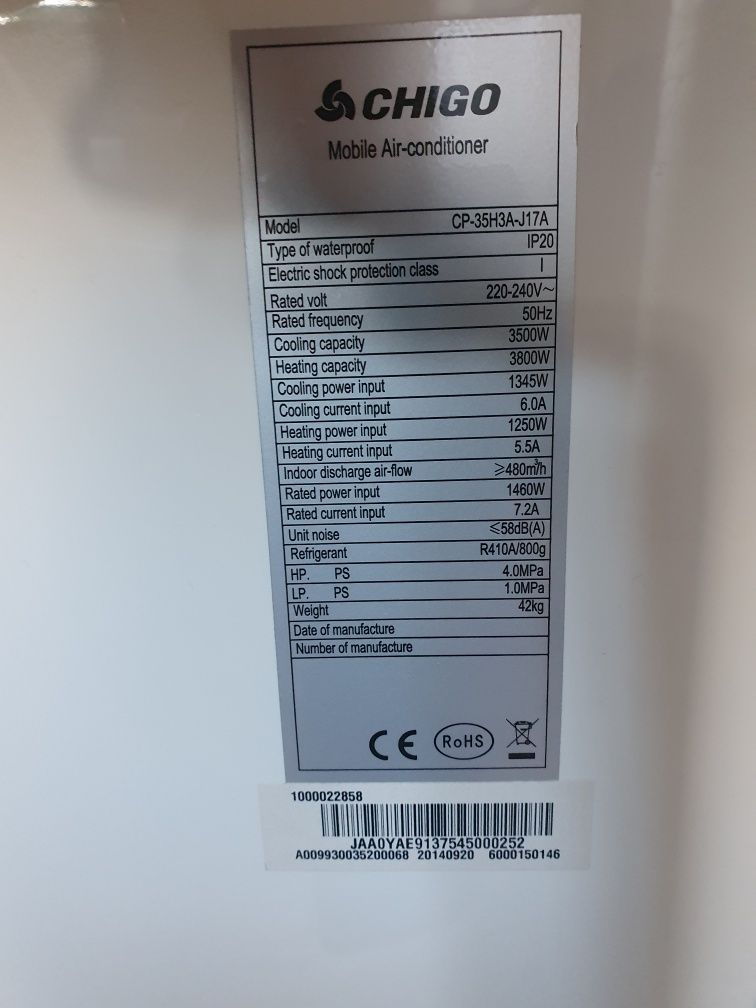 CHIGO
Mobile Air-conditioner
Model CP-35H3A-J17A
Type of waterproof IP20
Electric shock protection class I
Rated volt 220-240V~
Rated frequency 50Hz
Cooling capacity 3500W
Heating capacity 3800W
Cooling power input 1345W
Cooling current input 6.0A
Heating power input 1250W
Heating current input 5.5A
Indoor discharge air-flow ≥480m³/h
Rated power input 1460W
Rated current input 7.2A
Unit noise ≤58dB(A)
Refrigerant R410A/800g
HP. PS 4.0MPa
LP. PS 1.0MPa
Weight 42kg
Date of manufacture
Number of manufacture
CE RoHS
1000022858
JAA0YAE9137545000252
A009930035200068 20140920 6000150146